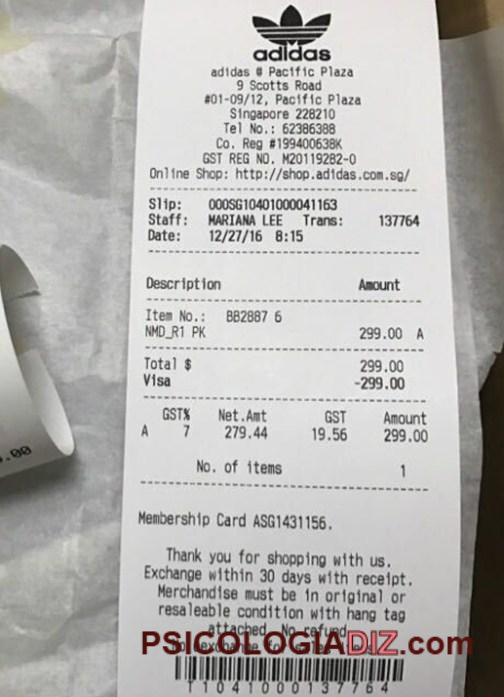 adidas
adidas @ Pacific Plaza
9 Scotts Road
#01-09/12, Pacific Plaza
Singapore 228210
Tel No.: 62386388
Co. Reg #199400638K
GST REG NO. M20119282-0
Online Shop: http://shop.adidas.com.sg/
Slip: 000SG10401000041163
Staff: MARIANA LEE Trans: 137764
Date: 12/27/16 8:15
Description Amount
Item No.: BB2887 6
NMD_R1 PK 299.00 A
Total $ 299.00
Visa -299.00
GST% Net.Amt GST Amount
A 7 279.44 19.56 299.00
No. of items 1
Membership Card ASG1431156.
Thank you for shopping with us.
Exchange within 30 days with receipt.
Merchandise must be in original or
resaleable condition with hang tag
attached. No refund
PSICOLOGIADIZ.com
exchange
T1041000137764
.00